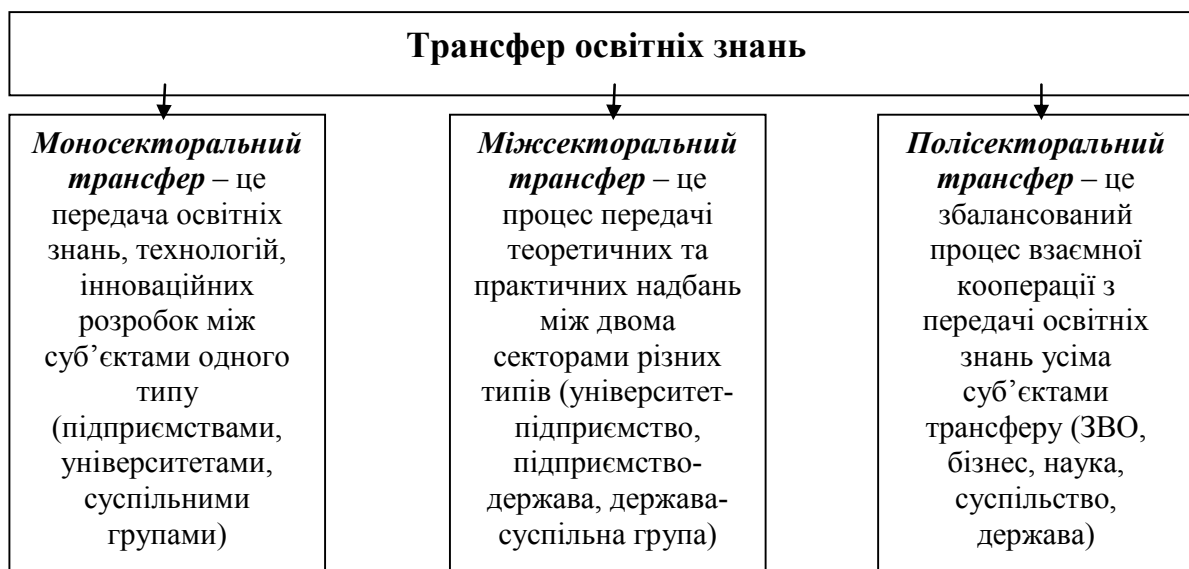 Трансфер освітніх знань
Моносекторальний
трансфер – це
передача освітніх
знань, технологій,
інноваційних
розробок між
суб’єктами одного
типу
(підприємствами,
університетами,
суспільними
групами)
Міжсекторальний
трансфер – це
процес передачі
теоретичних та
практичних надбань
між двома
секторами різних
типів (університет-
підприємство,
підприємство-
держава, держава-
суспільна група)
Полісекторальний
трансфер – це
збалансований
процес взаємної
кооперації з
передачі освітніх
знань усіма
суб’єктами
трансферу (ЗВО,
бізнес, наука,
суспільство,
держава)